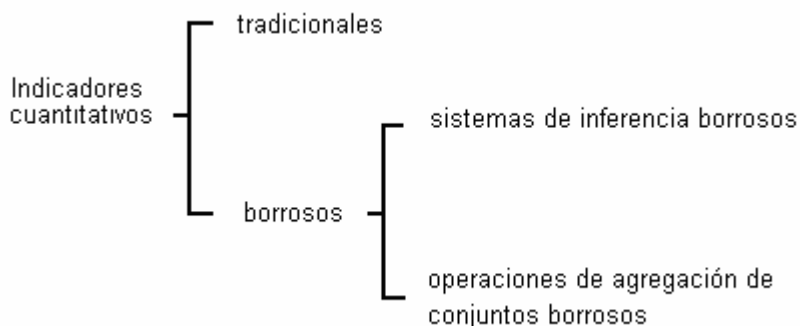 tradicionales
Indicadores
cuantitativos
sistemas de inferencia borrosos
borrosos
operaciones de agregación de
conjuntos borrosos